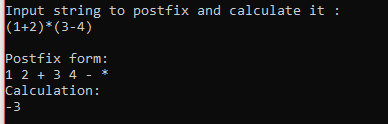 Input string to postfix and calculate it :
(1+2)*(3-4)
Postfix form:
1 2 + 3 4 - *
Calculation:
-3